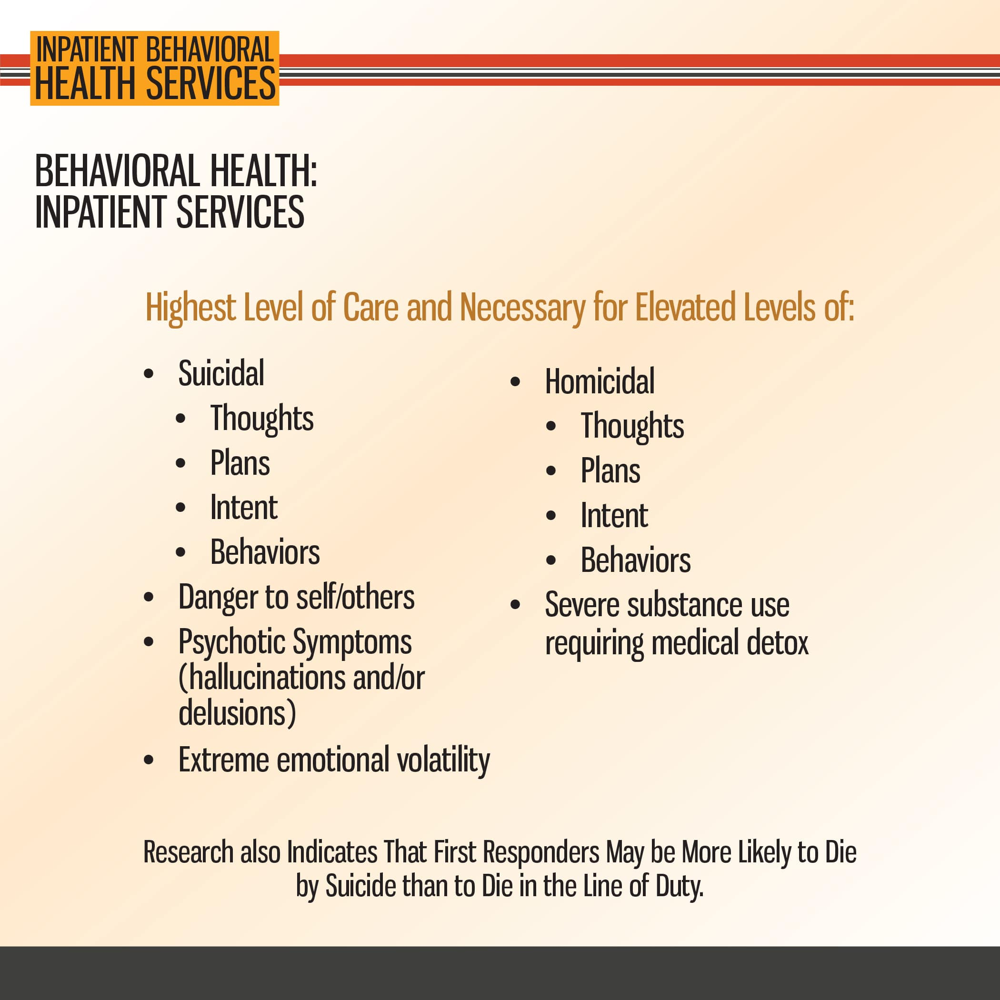 INPATIENT BEHAVIORAL
HEALTH SERVICES
BEHAVIORAL HEALTH:
INPATIENT SERVICES
Highest Level of Care and Necessary for Elevated Levels of:
• Suicidal
• Thoughts
• Plans
• Intent
• Behaviors
• Danger to self/others
• Psychotic Symptoms
(hallucinations and/or
delusions)
• Extreme emotional volatility
• Homicidal
• Thoughts
• Plans
• Intent
• Behaviors
• Severe substance use
requiring medical detox
Research also Indicates That First Responders May be More Likely to Die
by Suicide than to Die in the Line of Duty.